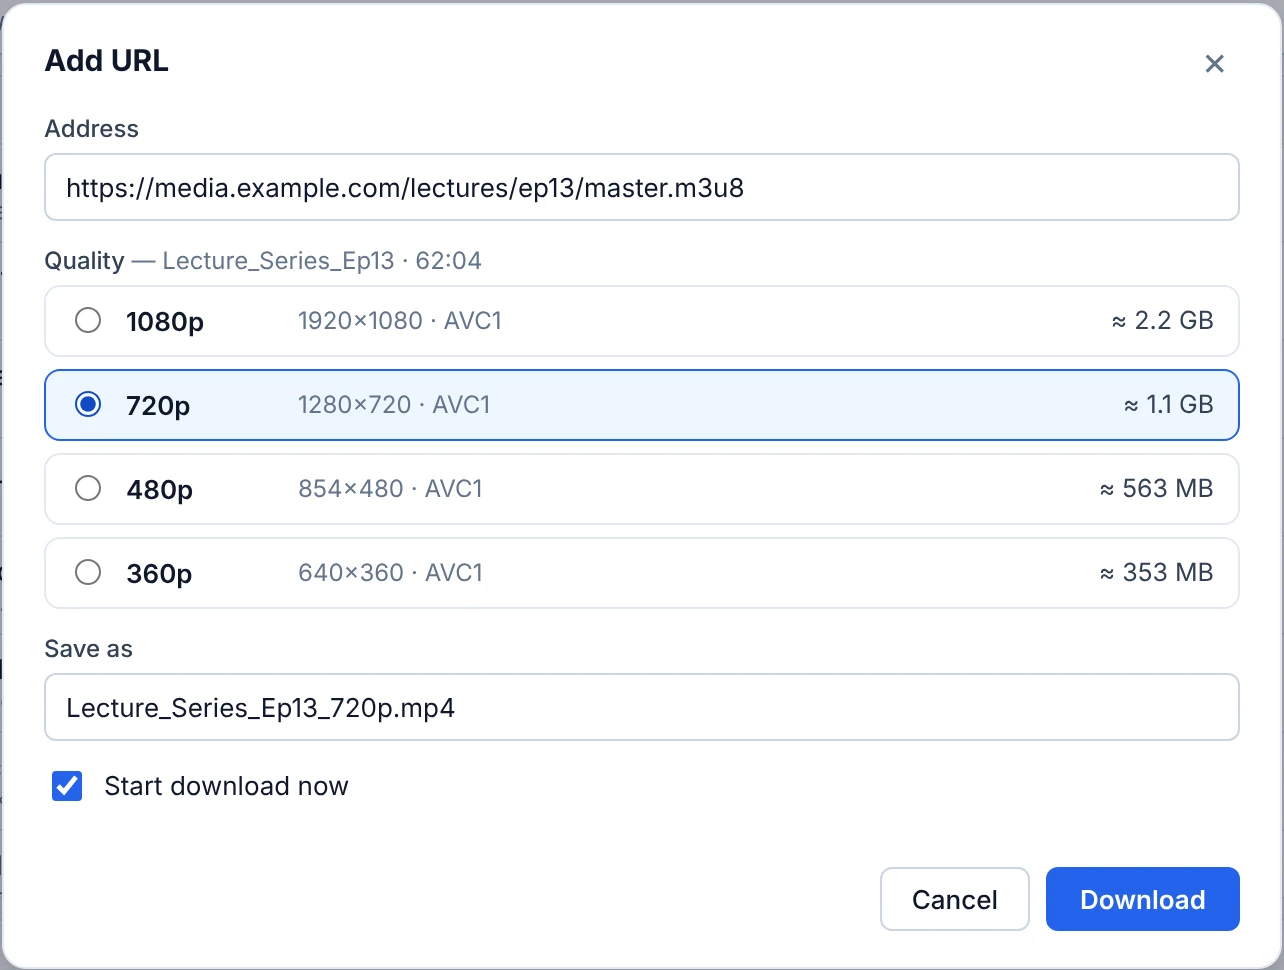 Add URL
Address
https://media.example.com/lectures/ep13/master.m3u8
Quality — Lecture_Series_Ep13 · 62:04
1080p 1920×1080 · AVC1 ≈ 2.2 GB
720p 1280×720 · AVC1 ≈ 1.1 GB
480p 854×480 · AVC1 ≈ 563 MB
360p 640×360 · AVC1 ≈ 353 MB
Save as
Lecture_Series_Ep13_720p.mp4
Start download now
Cancel Download